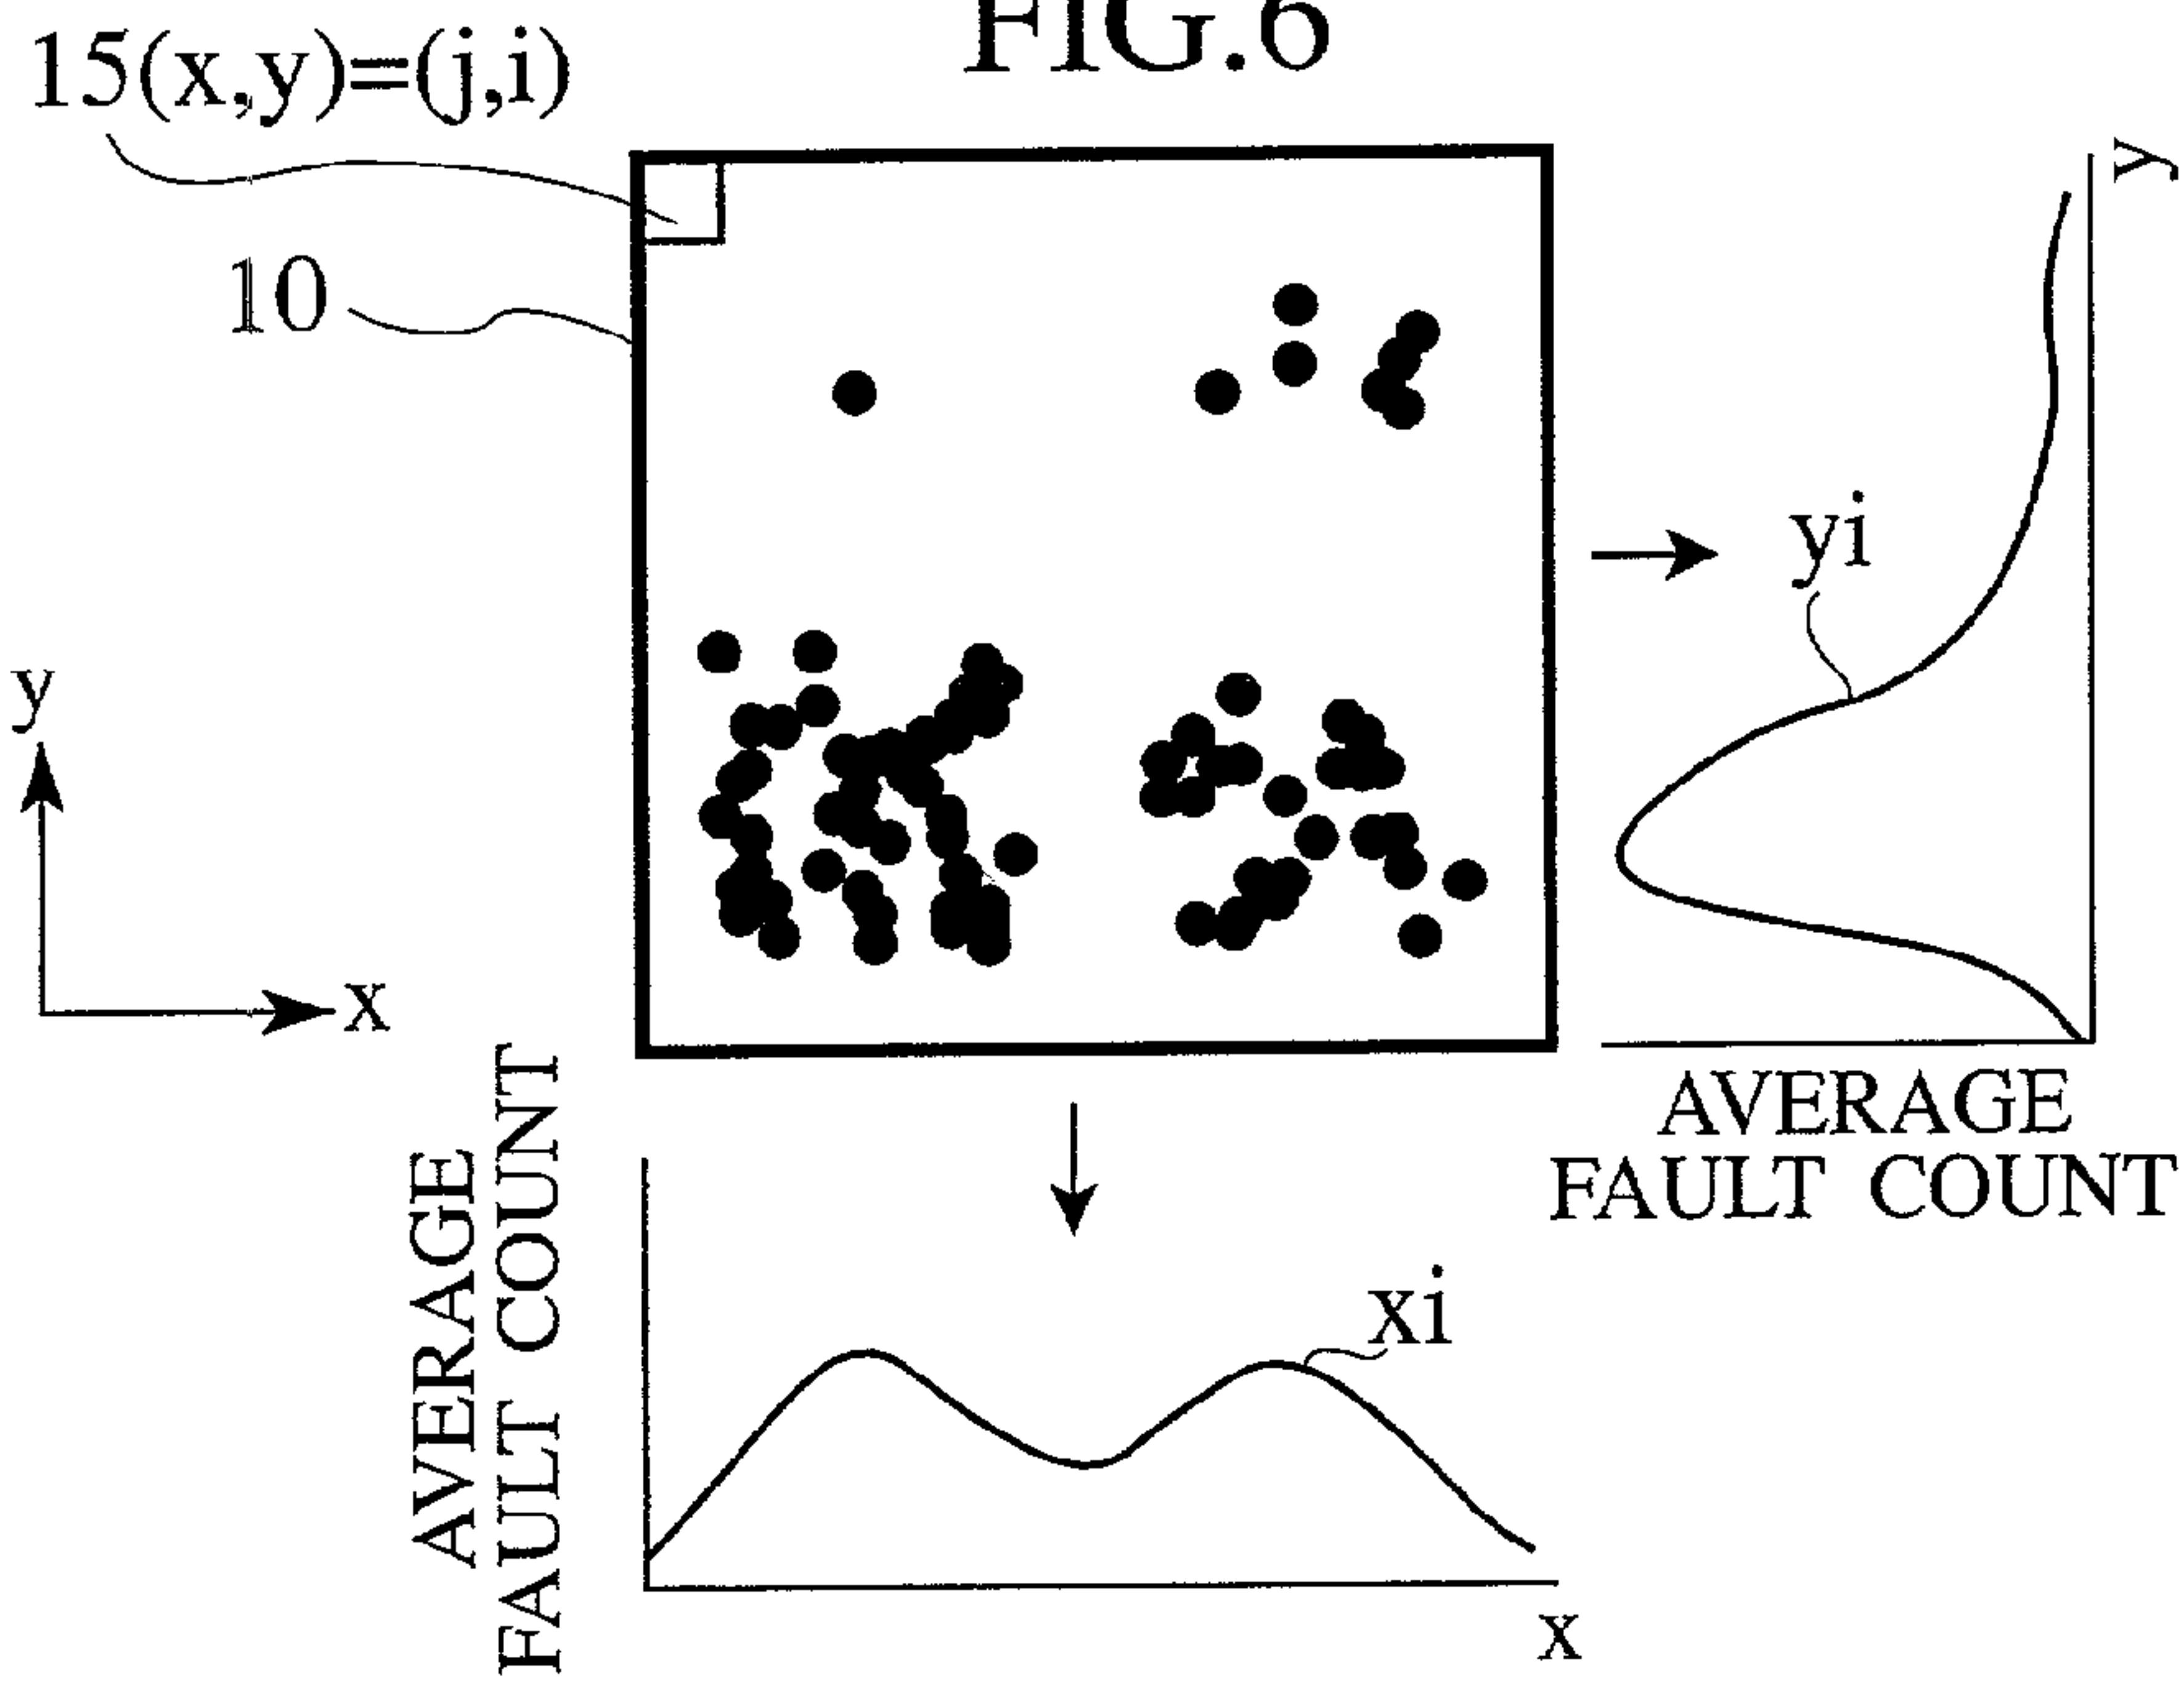 FIG.6
15(x,y)=(j,i)
10
y
yi
y
x
AVERAGE
FAULT COUNT
AVERAGE
FAULT COUNT
xi
x